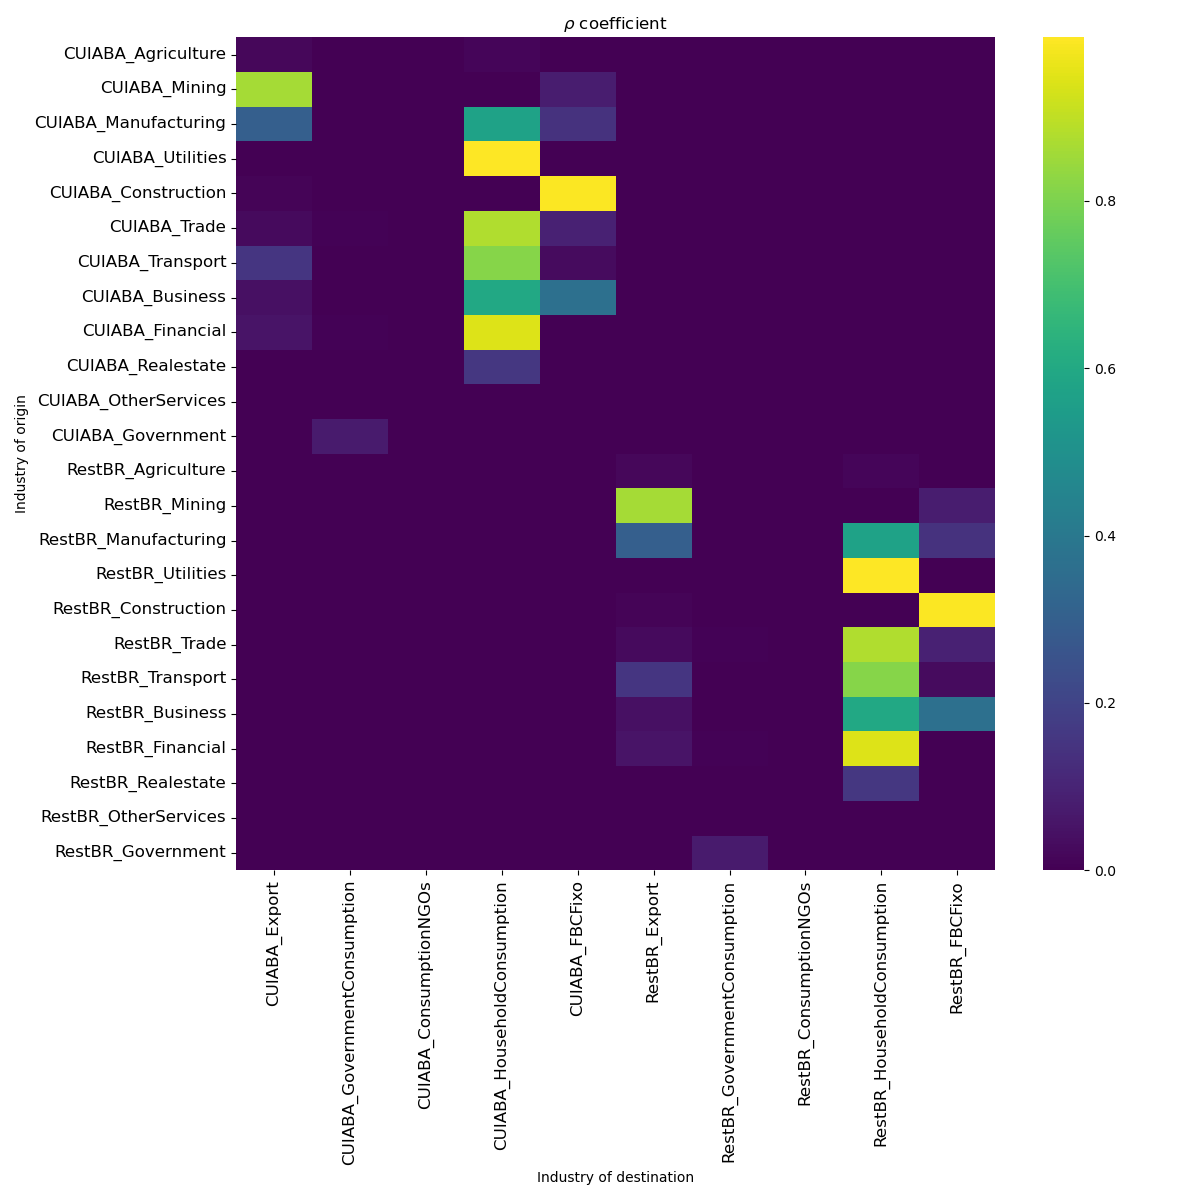 ρ coefficient
CUIABA_Agriculture
CUIABA_Mining
CUIABA_Manufacturing
CUIABA_Utilities
CUIABA_Construction
CUIABA_Trade
CUIABA_Transport
CUIABA_Business
CUIABA_Financial
CUIABA_Realestate
CUIABA_OtherServices
CUIABA_Government
RestBR_Agriculture
RestBR_Mining
RestBR_Manufacturing
RestBR_Utilities
RestBR_Construction
RestBR_Trade
RestBR_Transport
RestBR_Business
RestBR_Financial
RestBR_Realestate
RestBR_OtherServices
RestBR_Government
Industry of origin
CUIABA_Export
CUIABA_GovernmentConsumption
CUIABA_ConsumptionNGOs
CUIABA_HouseholdConsumption
CUIABA_FBCFixo
RestBR_Export
RestBR_GovernmentConsumption
RestBR_ConsumptionNGOs
RestBR_HouseholdConsumption
RestBR_FBCFixo
Industry of destination
0.8
0.6
0.4
0.2
0.0